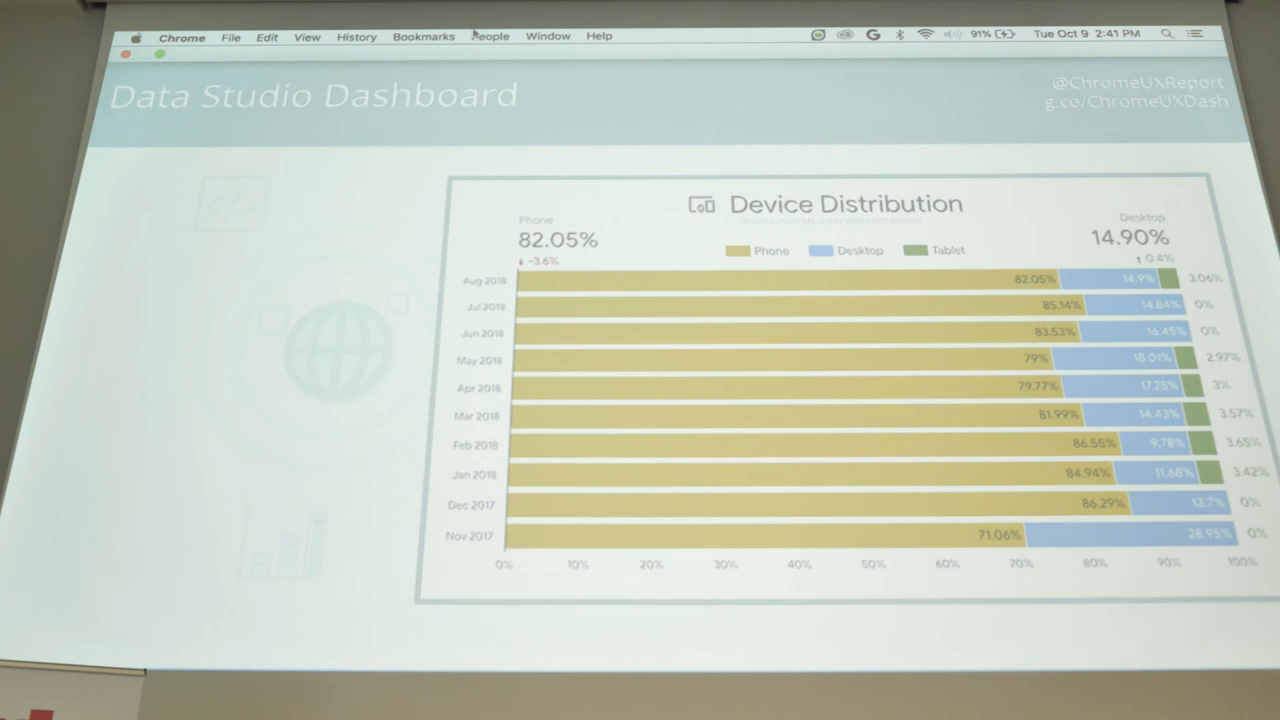 Chrome File Edit View History Bookmarks People Window Help 91% Tue Oct 9 2:41 PM
Data Studio Dashboard
@ChromeUXReport
g.co/ChromeUXDash
</>
Device Distribution
Phone
82.05%
-3.6%
Desktop
14.90%
0.4%
Phone Desktop Tablet
Aug 2018 82.05% 14.9% 3.06%
Jul 2018 85.14% 14.84% 0%
Jun 2018 83.53% 16.45% 0%
May 2018 79% 18.01% 2.97%
Apr 2018 79.77% 17.25% 3%
Mar 2018 81.99% 14.43% 3.57%
Feb 2018 86.55% 9.78% 3.65%
Jan 2018 84.94% 11.68% 3.42%
Dec 2017 86.29% 13.7% 0%
Nov 2017 71.06% 28.95% 0%
0% 10% 20% 30% 40% 50% 60% 70% 80% 90% 100%